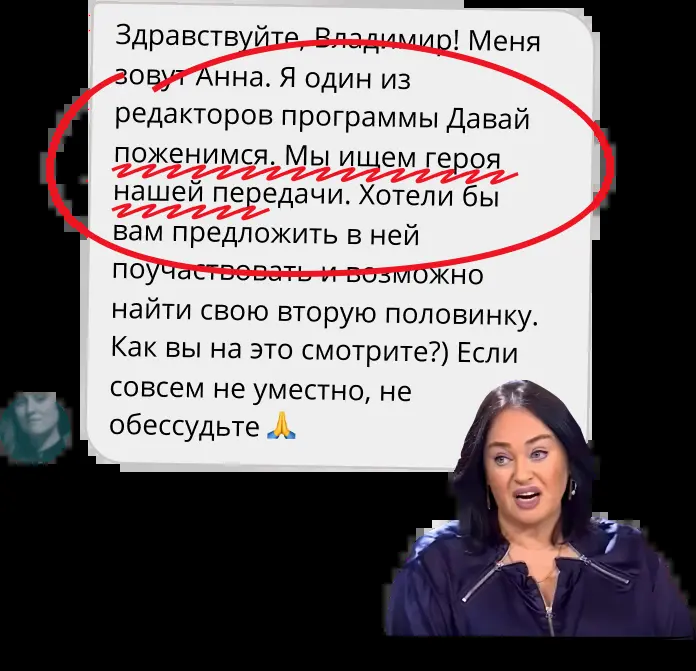 Здравствуйте, Владимир! Меня
зовут Анна. Я один из
редакторов программы Давай
поженимся. Мы ищем героя
нашей передачи. Хотели бы
вам предложить в ней
поучаствовать и возможно
найти свою вторую половинку.
Как вы на это смотрите?) Если
совсем не уместно, не
обессудьте 🙏